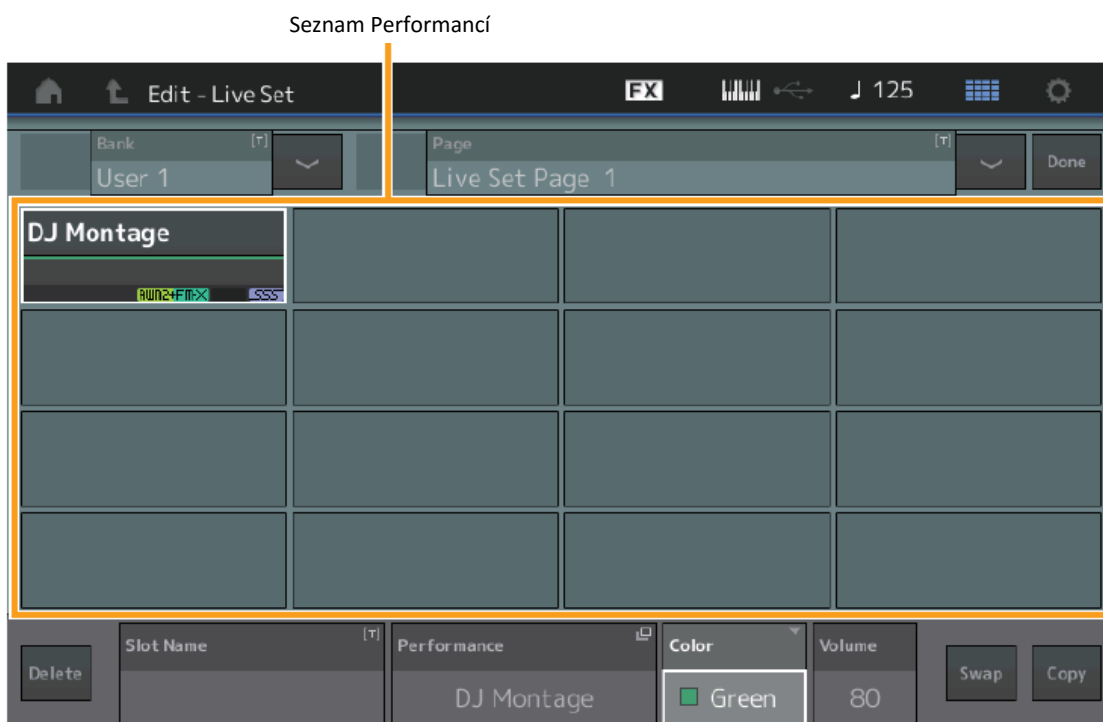 Seznam Performancí
Edit - Live Set FX ♩ 125
Bank [T] Page [T]
User 1 Live Set Page 1 Done
DJ Montage
AWM2+FM-X SSS
Slot Name [T] Performance Color Volume
Delete Swap Copy
DJ Montage Green 80